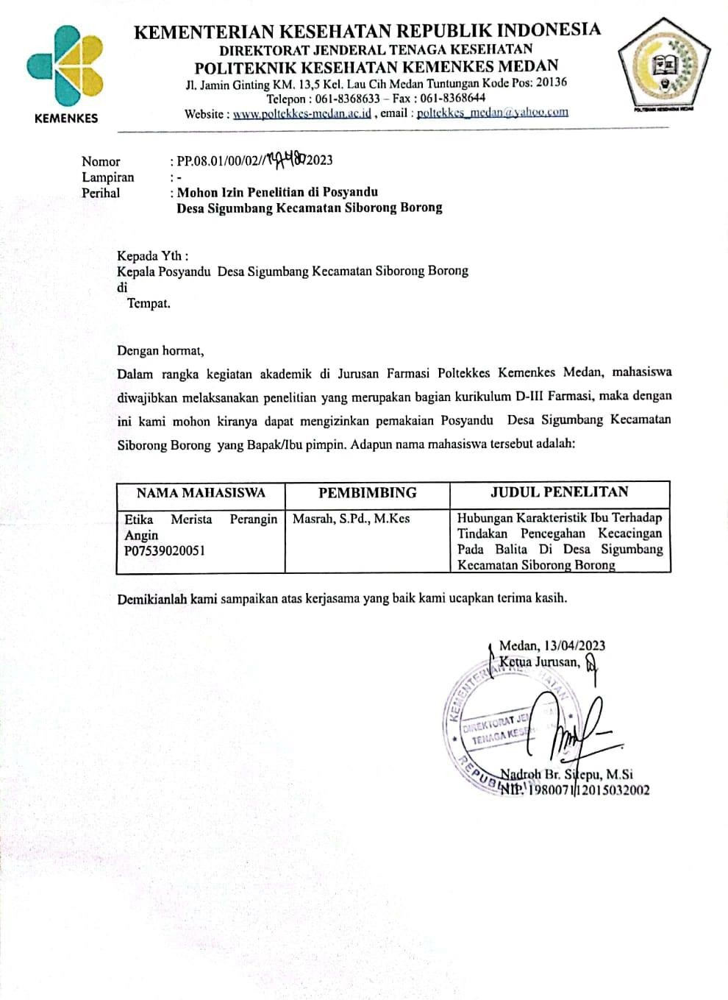 KEMENKES
KEMENTERIAN KESEHATAN REPUBLIK INDONESIA
DIREKTORAT JENDERAL TENAGA KESEHATAN
POLITEKNIK KESEHATAN KEMENKES MEDAN
Jl. Jamin Ginting KM. 13,5 Kel. Lau Cih Medan Tuntungan Kode Pos: 20136
Telepon : 061-8368633 – Fax : 061-8368644
Website : www.poltekkes-medan.ac.id , email : poltekkes_medan@yahoo.com
POLITEKNIK KESEHATAN MEDAN
Nomor : PP.08.01/00/02// /2023
Lampiran : -
Perihal : Mohon Izin Penelitian di Posyandu
Desa Sigumbang Kecamatan Siborong Borong
Kepada Yth :
Kepala Posyandu Desa Sigumbang Kecamatan Siborong Borong
di
Tempat.
Dengan hormat,
Dalam rangka kegiatan akademik di Jurusan Farmasi Poltekkes Kemenkes Medan, mahasiswa
diwajibkan melaksanakan penelitian yang merupakan bagian kurikulum D-III Farmasi, maka dengan
ini kami mohon kiranya dapat mengizinkan pemakaian Posyandu Desa Sigumbang Kecamatan
Siborong Borong yang Bapak/Ibu pimpin. Adapun nama mahasiswa tersebut adalah:
NAMA MAHASISWA PEMBIMBING JUDUL PENELITAN
Etika Merista Perangin Masrah, S.Pd., M.Kes Hubungan Karakteristik Ibu Terhadap
Angin Tindakan Pencegahan Kecacingan
P07539020051 Pada Balita Di Desa Sigumbang
Kecamatan Siborong Borong
Demikianlah kami sampaikan atas kerjasama yang baik kami ucapkan terima kasih.
Medan, 13/04/2023
Ketua Jurusan,
KEMENTERIAN KESEHATAN
DIREKTORAT
TENAGA
REPUBLIK
Nadroh Br. Sitepu, M.Si
NIP. 198007112015032002